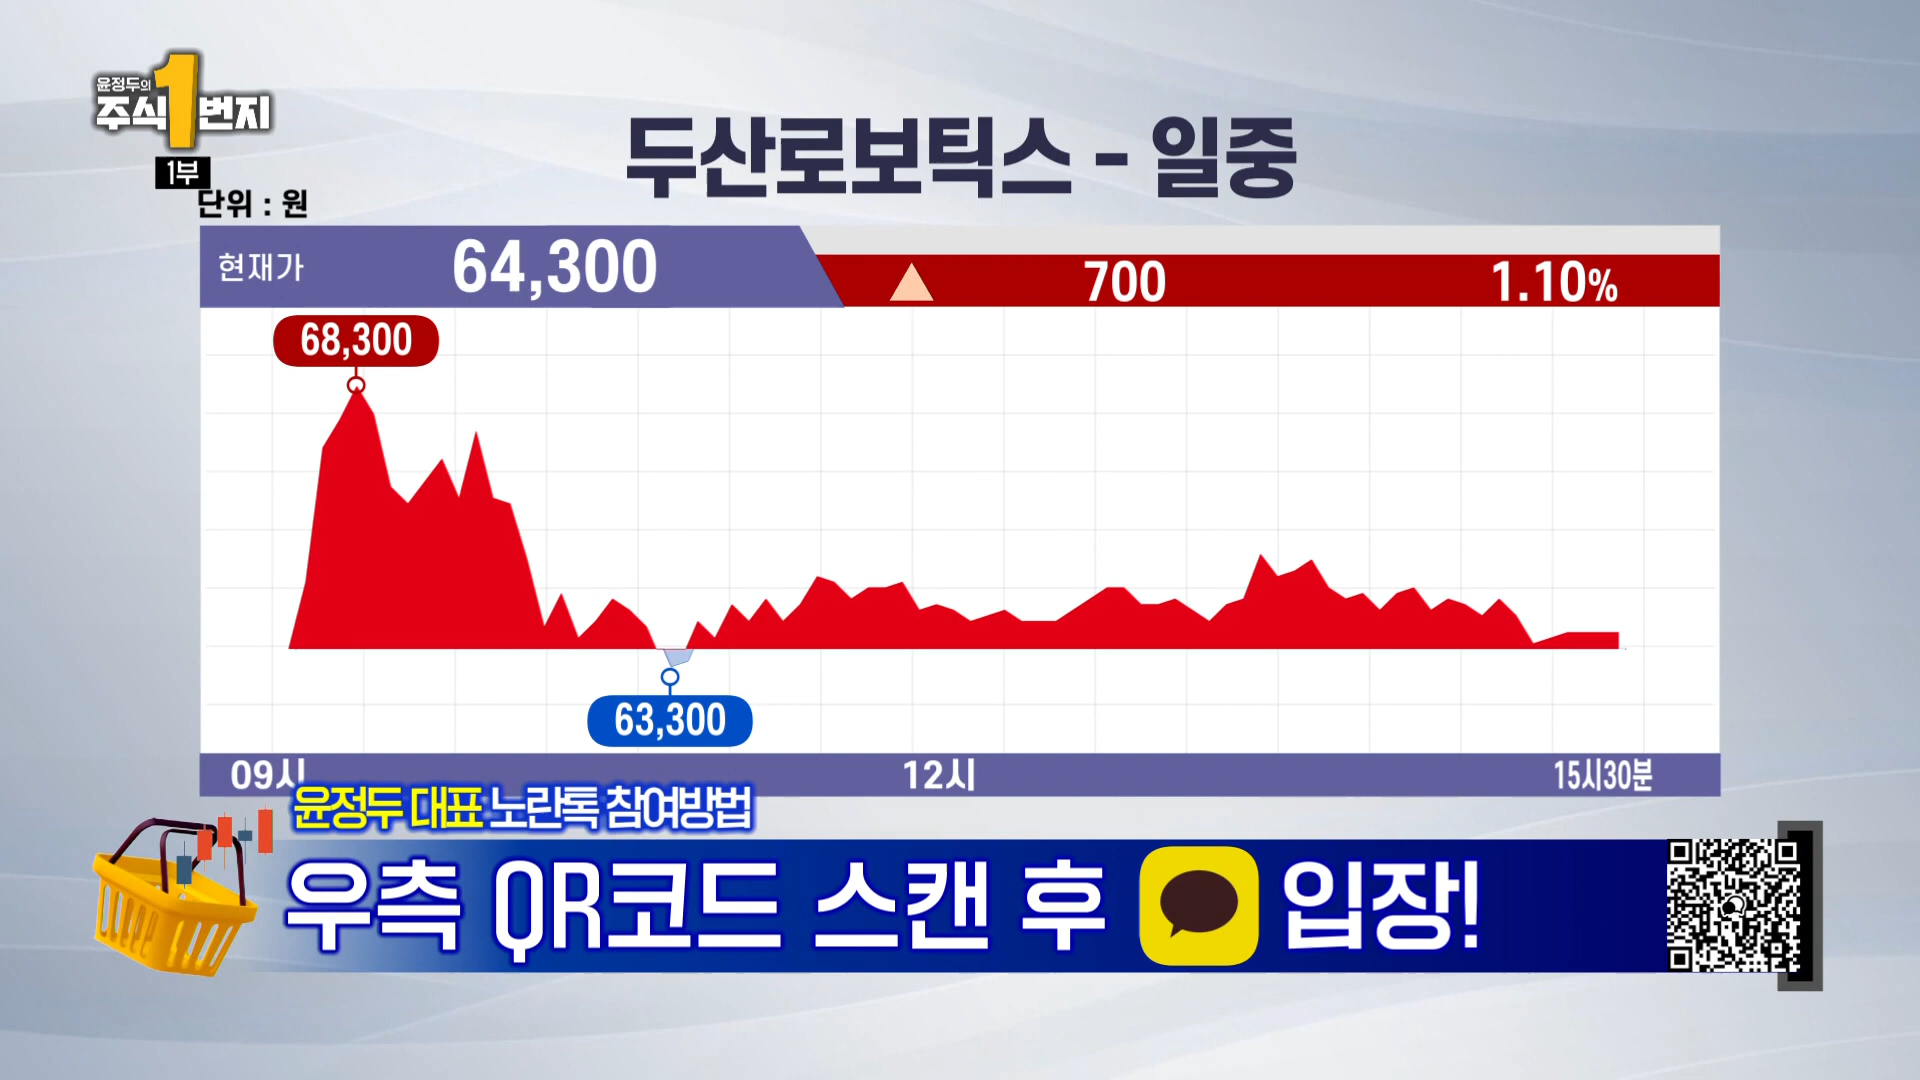 윤정두의
주식1번지
1부
두산로보틱스 - 일중
단위 : 원
현재가 64,300 700 1.10%
68,300
63,300
09시 12시 15시30분
윤정두 대표 노란톡 참여방법
우측 QR코드 스캔 후 입장!